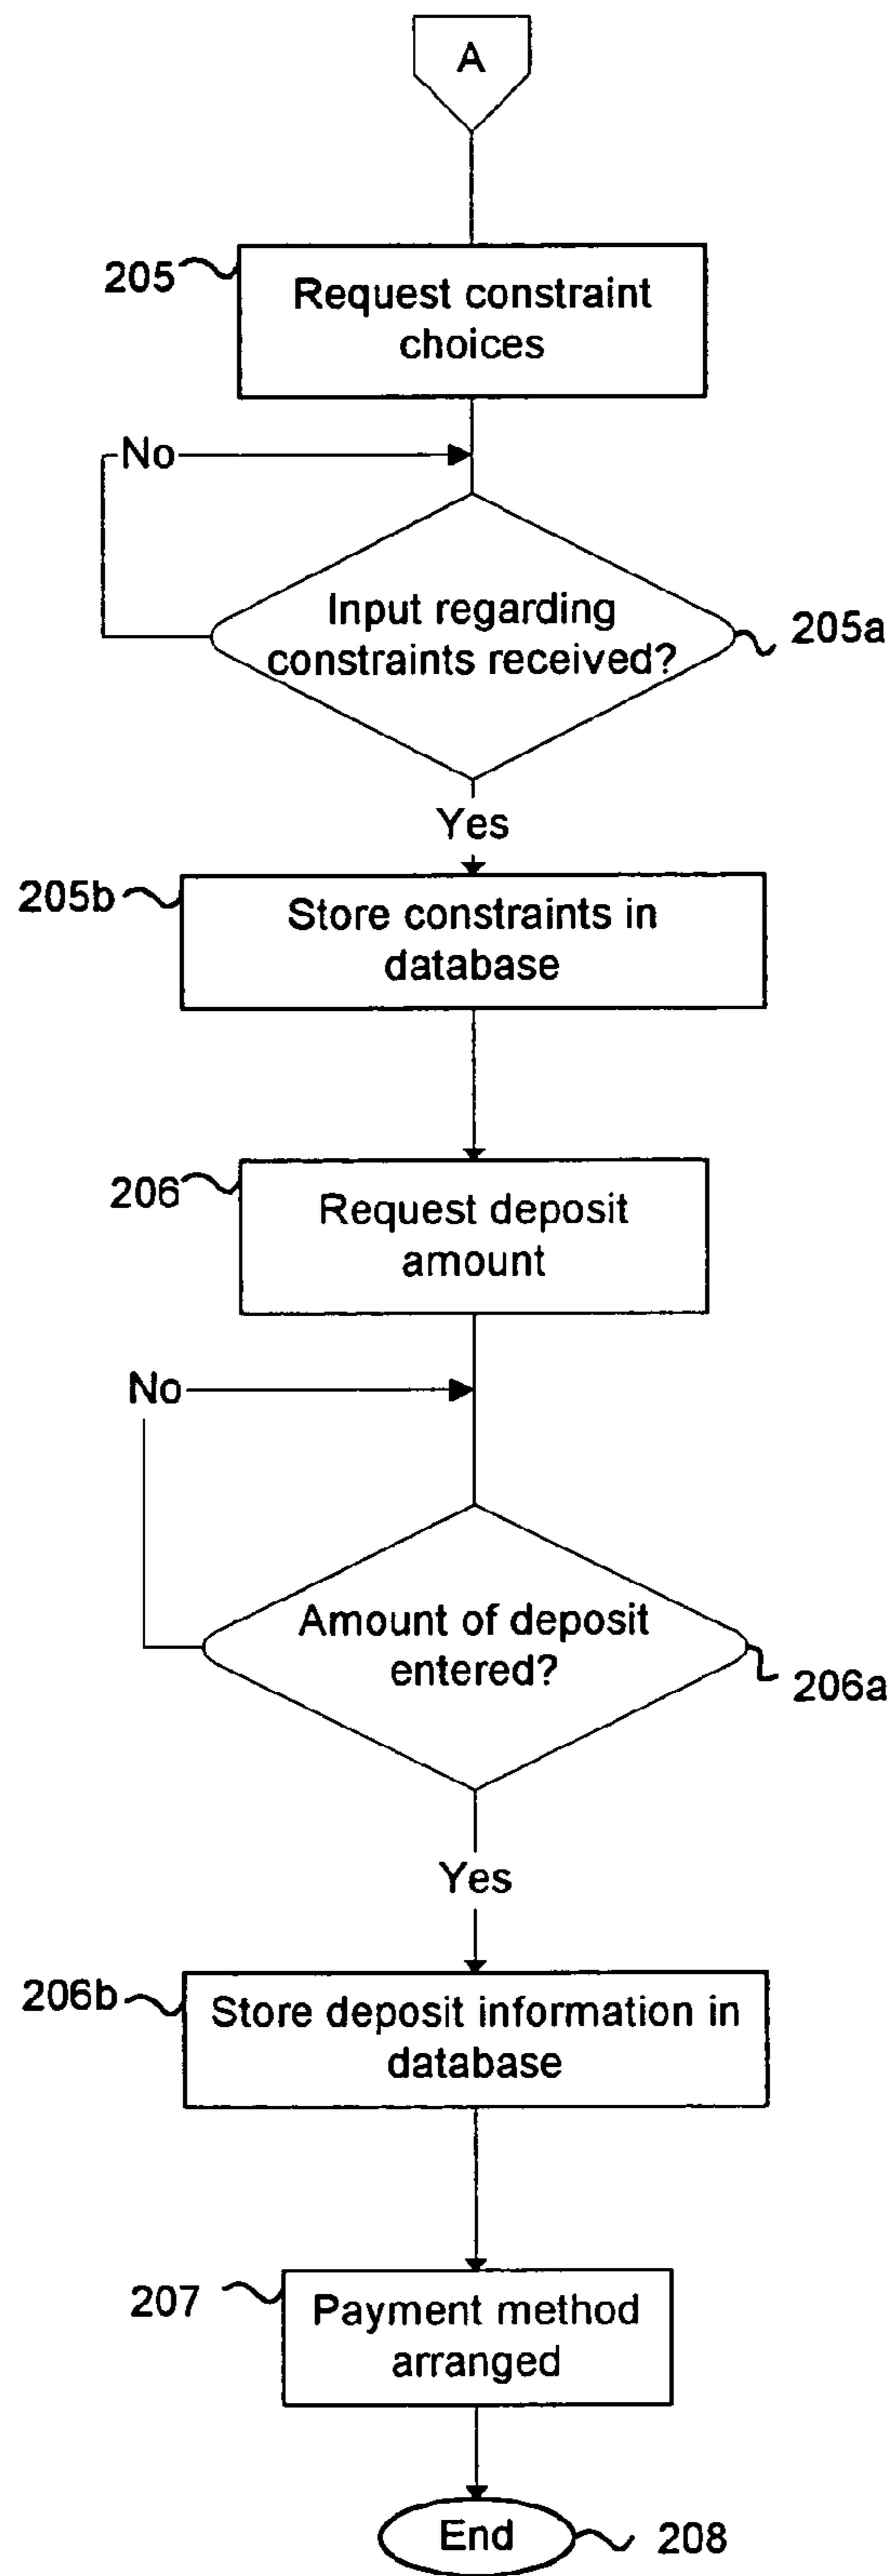 A
205
Request constraint
choices
No
Input regarding
constraints received?
205a
Yes
205b
Store constraints in
database
206
Request deposit
amount
No
Amount of deposit
entered?
206a
Yes
206b
Store deposit information in
database
207
Payment method
arranged
End
208